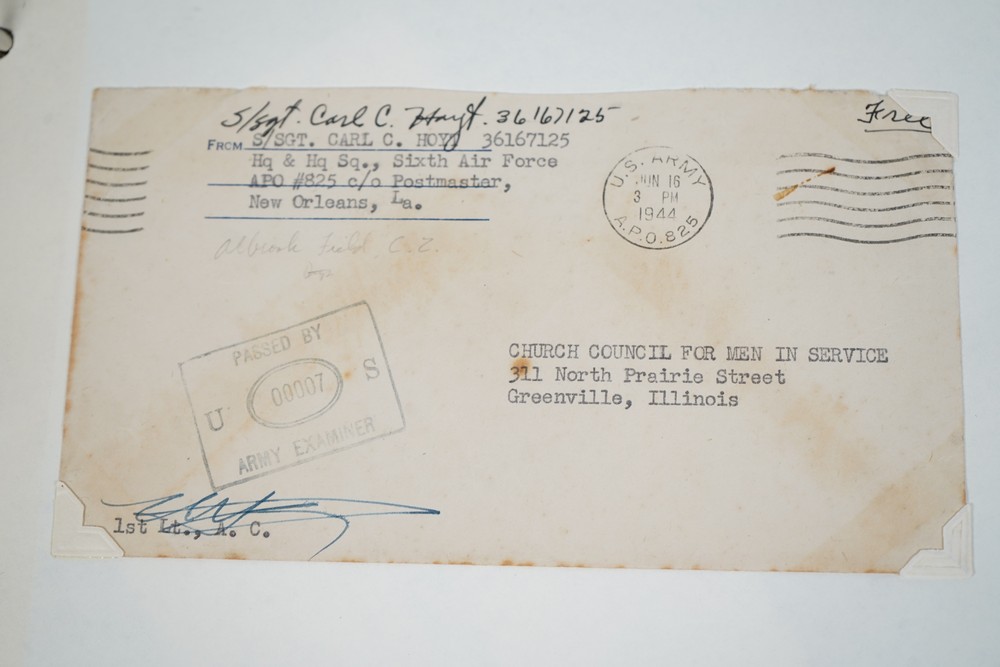 S/sgt. Carl C. Hoyt. 36167125
Free
FROM S/SGT. CARL C. HOYT 36167125
Hq & Hq Sq., Sixth Air Force
APO #825 c/o Postmaster,
New Orleans, La.
U.S. ARMY
JUN 16
3 PM
1944
A.P.O. 825
Albrook Field C. Z.
PASSED BY
U 00007 S
ARMY EXAMINER
CHURCH COUNCIL FOR MEN IN SERVICE
311 North Prairie Street
Greenville, Illinois
1st Lt., A. C.